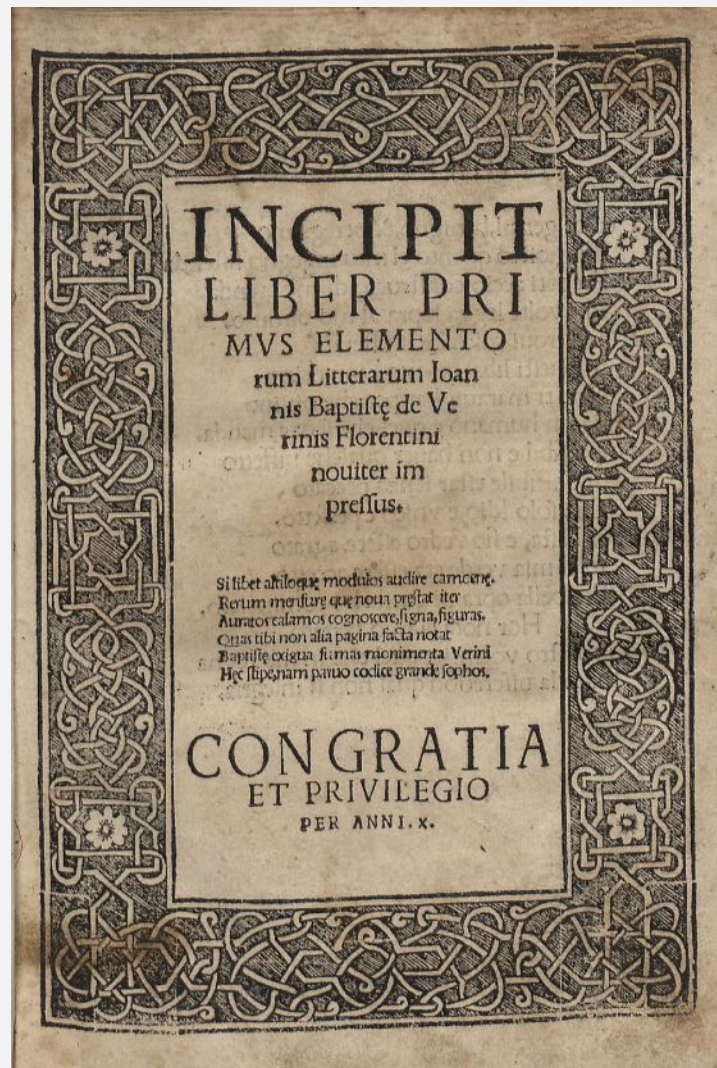 INCIPIT
LIBER PRI
MVS ELEMENTO
rum Litterarum Ioan
nis Baptiſtę de Ve
rinis Florentini
nouiter im
preſſus.
Si libet altiloquę modulos audire camœnę.
Rerum menſurę quę noua pręſtat iter
Auratos calamos cognoſcere, ſigna, figuras.
Quas tibi non alia pagina facta notat
Baptiſtę exigua ſumas monimenta Verini
Hęc ſtipe, nam paruo codice grande ſophos.
CON GRATIA
ET PRIVILEGIO
PER ANNI. X.